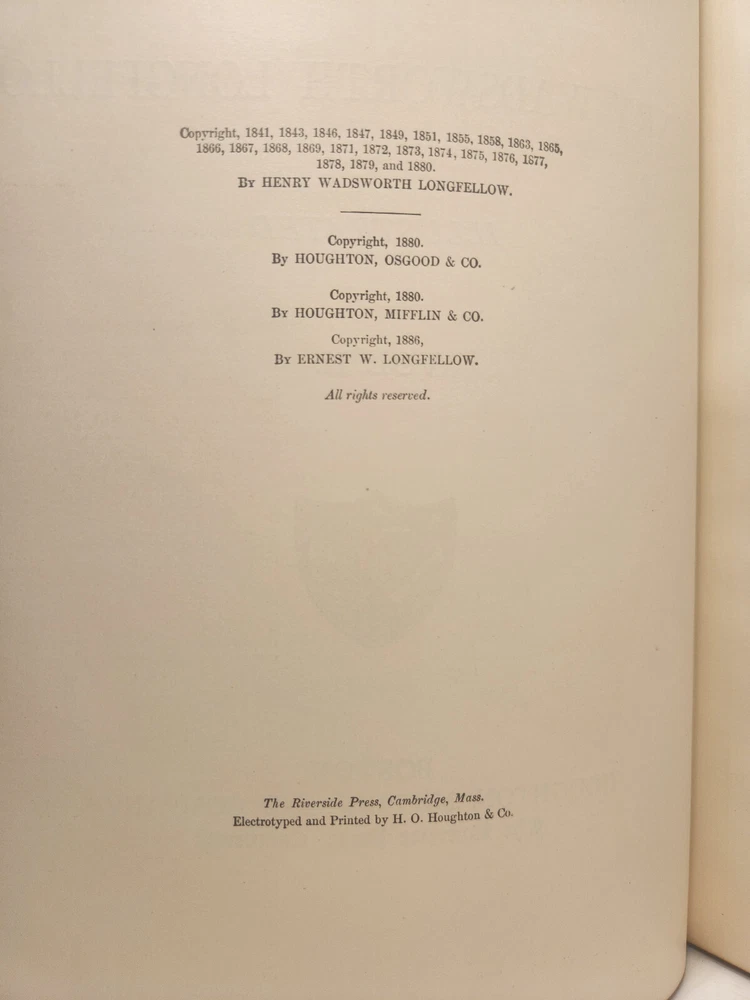 Copyright, 1841, 1843, 1846, 1847, 1849, 1851, 1855, 1858, 1863, 1865,
1866, 1867, 1868, 1869, 1871, 1872, 1873, 1874, 1875, 1876, 1877,
1878, 1879, and 1880.
By HENRY WADSWORTH LONGFELLOW.
Copyright, 1880.
By HOUGHTON, OSGOOD & CO.
Copyright, 1880.
By HOUGHTON, MIFFLIN & CO.
Copyright, 1886,
By ERNEST W. LONGFELLOW.
All rights reserved.
The Riverside Press, Cambridge, Mass.
Electrotyped and Printed by H. O. Houghton & Co.